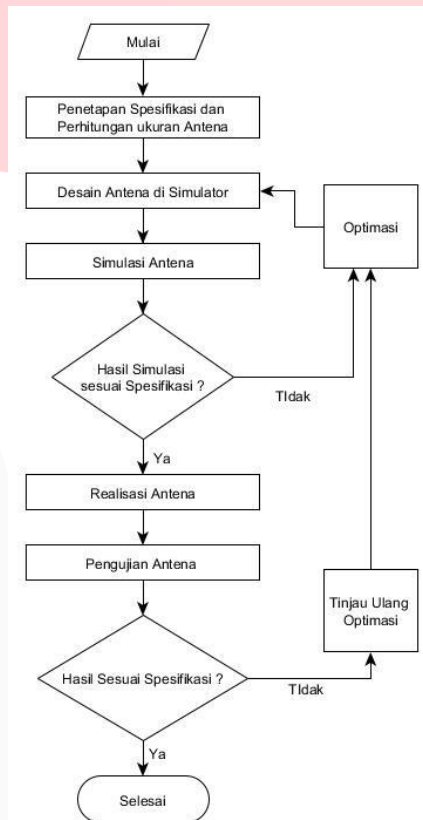 Mulai
Penetapan Spesifikasi dan
Perhitungan ukuran Antena
Desain Antena di Simulator
Optimasi
Simulasi Antena
Hasil Simulasi
sesuai Spesifikasi ?
TIdak
Ya
Realisasi Antena
Pengujian Antena
Tinjau Ulang
Optimasi
Hasil Sesuai Spesifikasi ?
TIdak
Ya
Selesai